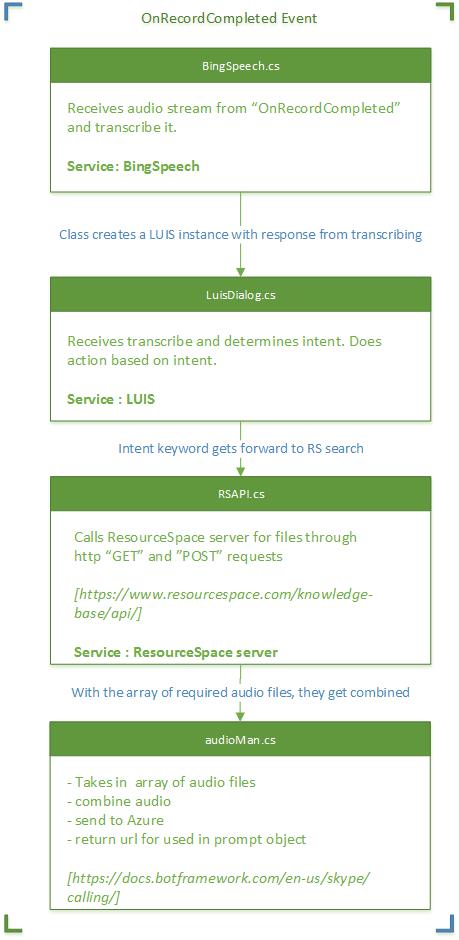 OnRecordCompleted Event
BingSpeech.cs
Receives audio stream from “OnRecordCompleted”
and transcribe it.
Service: BingSpeech
Class creates a LUIS instance with response from transcribing
LuisDialog.cs
Receives transcribe and determines intent. Does
action based on intent.
Service : LUIS
Intent keyword gets forward to RS search
RSAPI.cs
Calls ResourceSpace server for files through
http “GET” and ”POST” requests
[https://www.resourcespace.com/knowledge-
base/api/]
Service : ResourceSpace server
With the array of required audio files, they get combined
audioMan.cs
- Takes in  array of audio files
- combine audio
- send to Azure
- return url for used in prompt object
[https://docs.botframework.com/en-us/skype/
calling/]